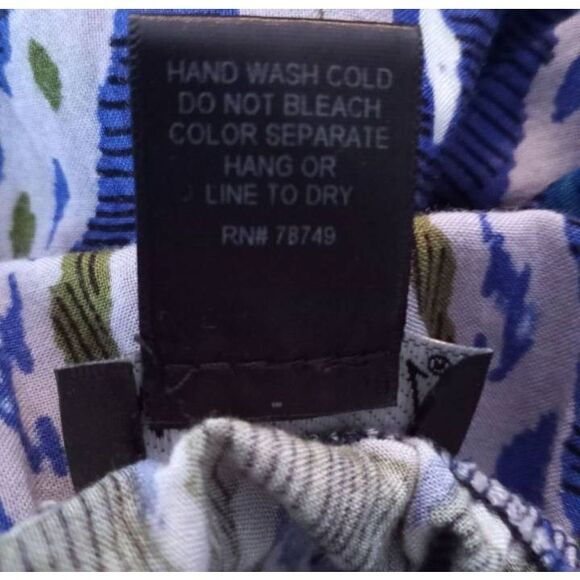 HAND WASH COLD
DO NOT BLEACH
COLOR SEPARATE
HANG OR
LINE TO DRY
RN# 78749